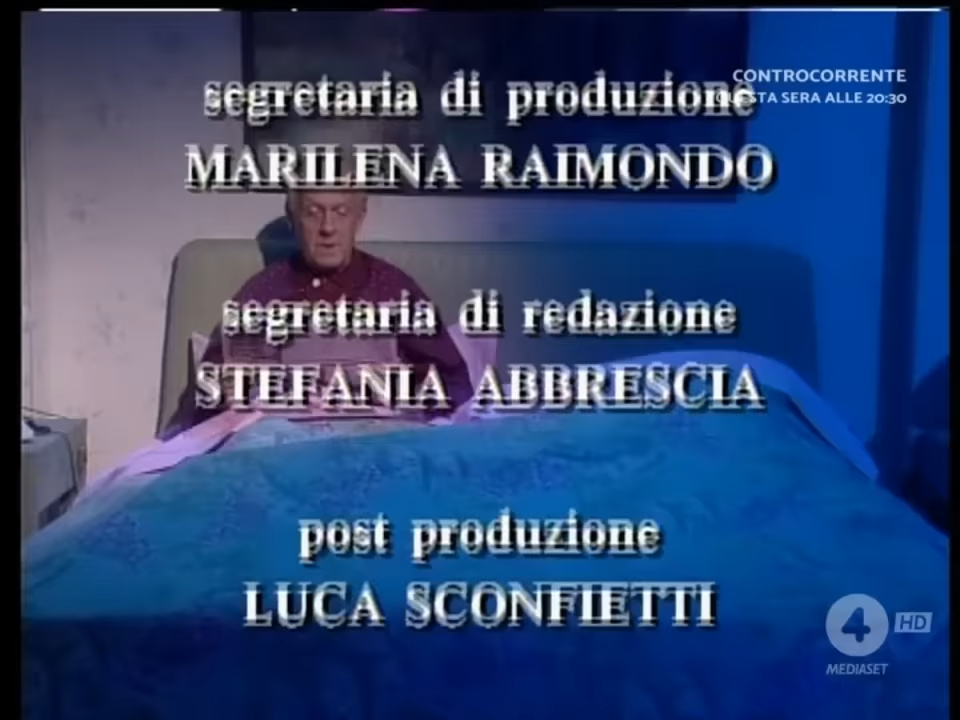 CONTROCORRENTE
QUESTA SERA ALLE 20:30
segretaria di produzione
MARILENA RAIMONDO
segretaria di redazione
STEFANIA ABBRESCIA
post produzione
LUCA SCONFIETTI
4 HD
MEDIASET